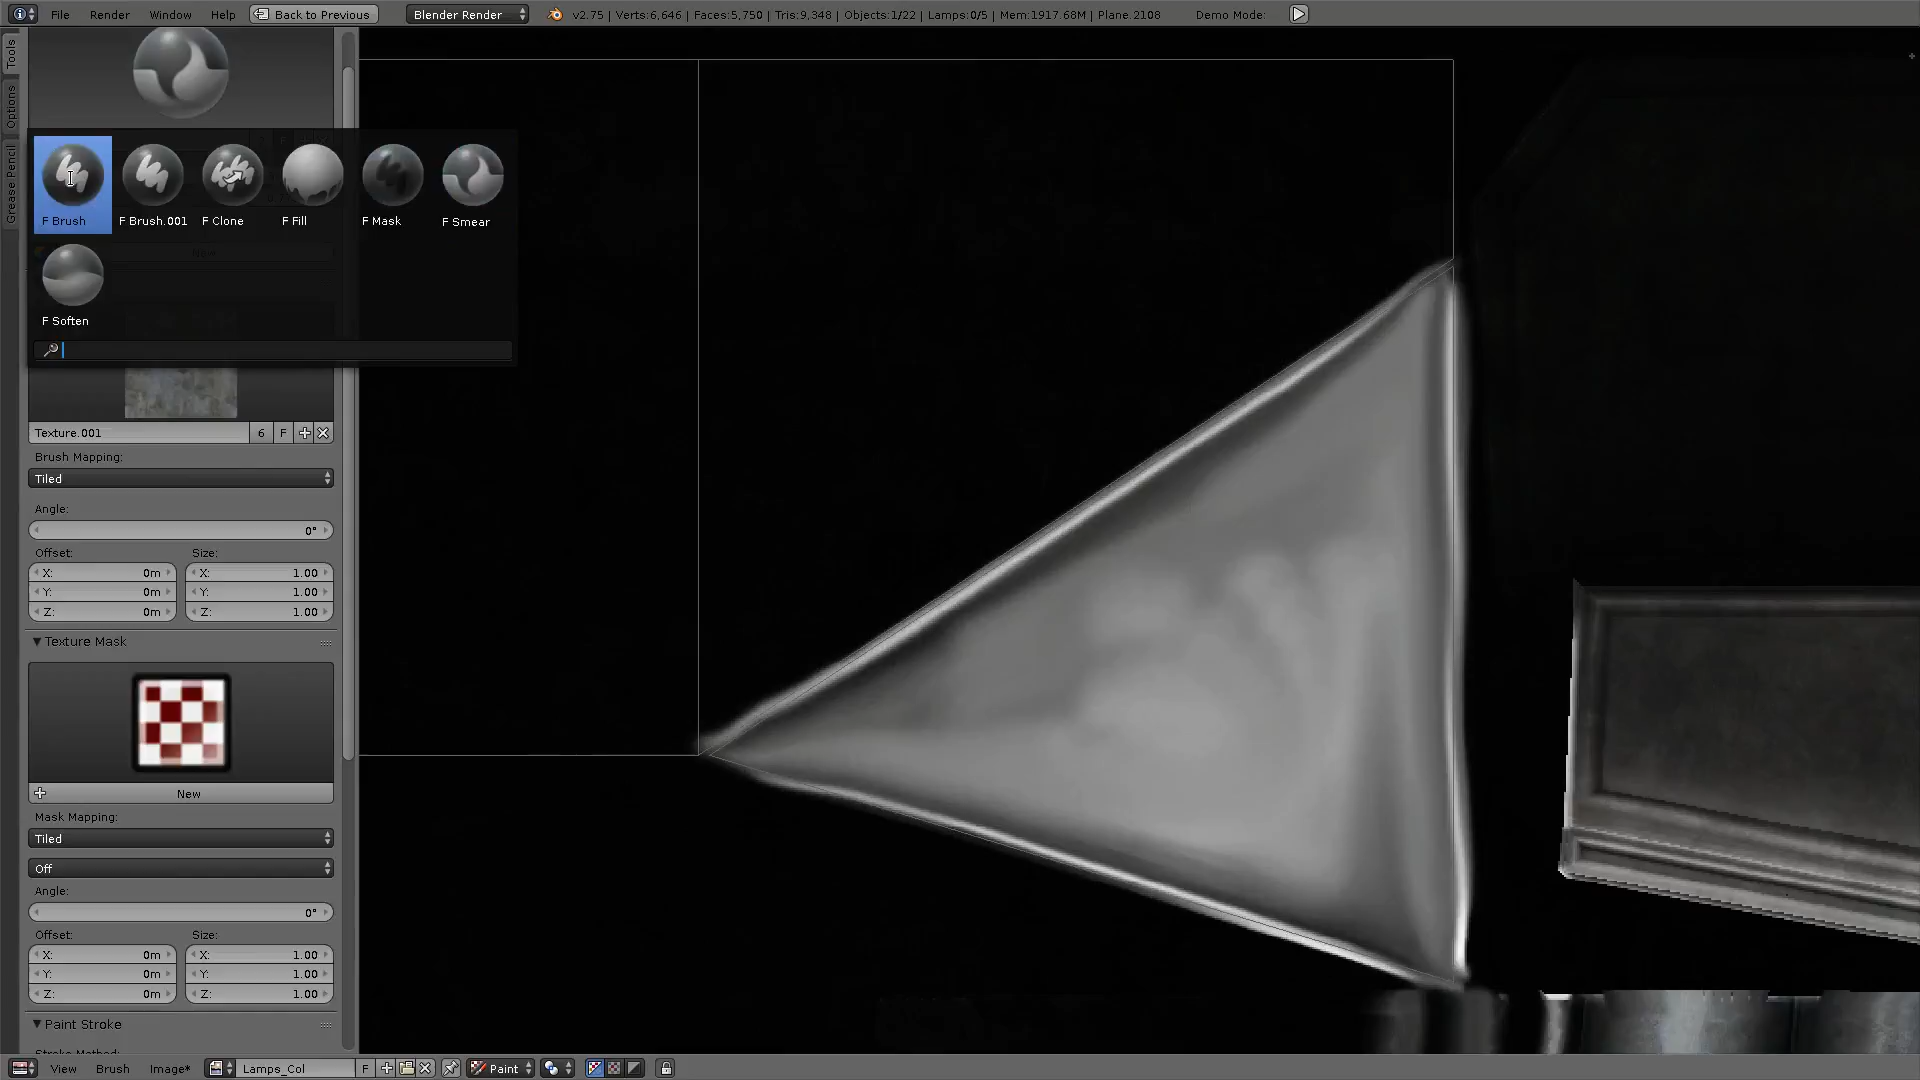 File Render Window Help Back to Previous Blender Render v2.75 | Verts:6,646 | Faces:5,750 | Tris:9,348 | Objects:1/22 | Lamps:0/5 | Mem:1917.68M | Plane.2108 Demo Mode:
Tools
Options
Grease Pencil
F Brush F Brush.001 F Clone F Fill F Mask F Smear
F Soften
Texture.001 6 F
Brush Mapping:
Tiled
Angle:
0°
Offset: Size:
X: 0m X: 1.00
Y: 0m Y: 1.00
Z: 0m Z: 1.00
Texture Mask
New
Mask Mapping:
Tiled
Off
Angle:
0°
Offset: Size:
X: 0m X: 1.00
Y: 0m Y: 1.00
Z: 0m Z: 1.00
Paint Stroke
Stroke Method:
View Brush Image* Lamps_Col F Paint